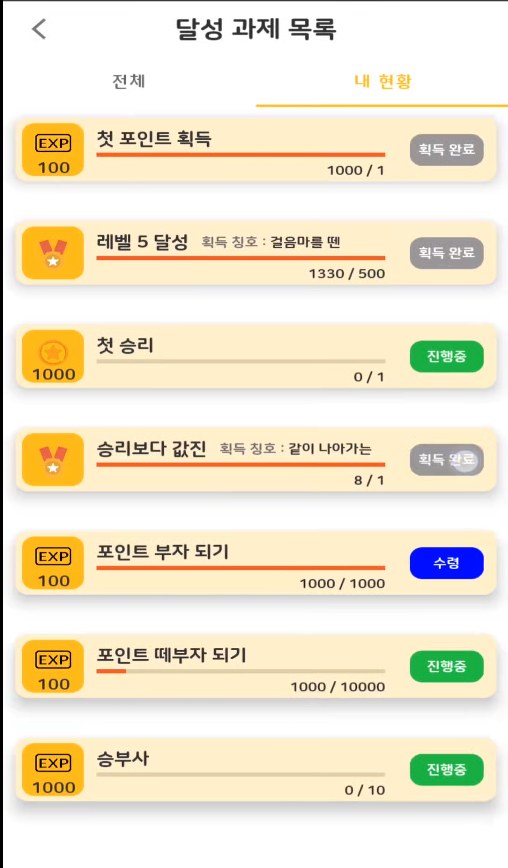 달성 과제 목록
전체
내 현황
EXP
100
첫 포인트 획득
1000 / 1
획득 완료
레벨 5 달성 획득 칭호 : 걸음마를 뗀
1330 / 500
획득 완료
1000
첫 승리
0 / 1
진행중
승리보다 값진 획득 칭호 : 같이 나아가는
8 / 1
획득 완료
EXP
100
포인트 부자 되기
1000 / 1000
수령
EXP
100
포인트 떼부자 되기
1000 / 10000
진행중
EXP
1000
승부사
0 / 10
진행중